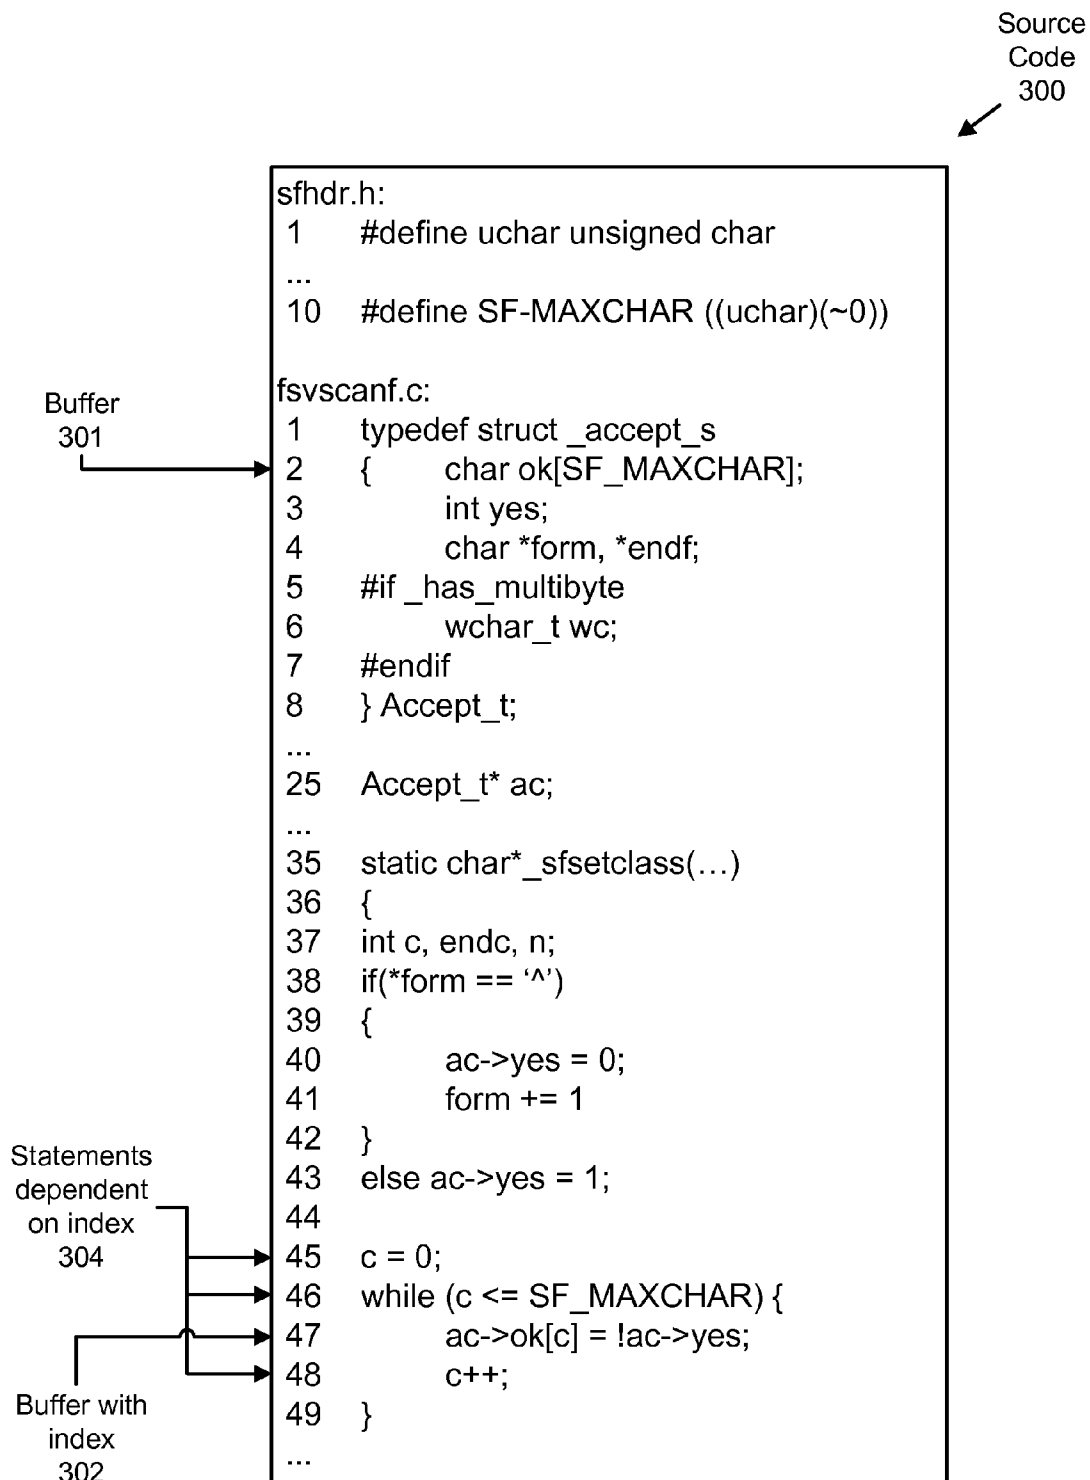 Source
Code
300
sfhdr.h:
1 #define uchar unsigned char
...
10 #define SF-MAXCHAR ((uchar)(~0))
fsvscanf.c:
Buffer
301
1 typedef struct _accept_s
2 { char ok[SF_MAXCHAR];
3 int yes;
4 char *form, *endf;
5 #if _has_multibyte
6 wchar_t wc;
7 #endif
8 } Accept_t;
...
25 Accept_t* ac;
...
35 static char*_sfsetclass(...)
36 {
37 int c, endc, n;
38 if(*form == ‘^’)
39 {
40 ac->yes = 0;
41 form += 1
42 }
43 else ac->yes = 1;
44
45 c = 0;
46 while (c <= SF_MAXCHAR) {
47 ac->ok[c] = !ac->yes;
48 c++;
49 }
...
Statements
dependent
on index
304
Buffer with
index
302